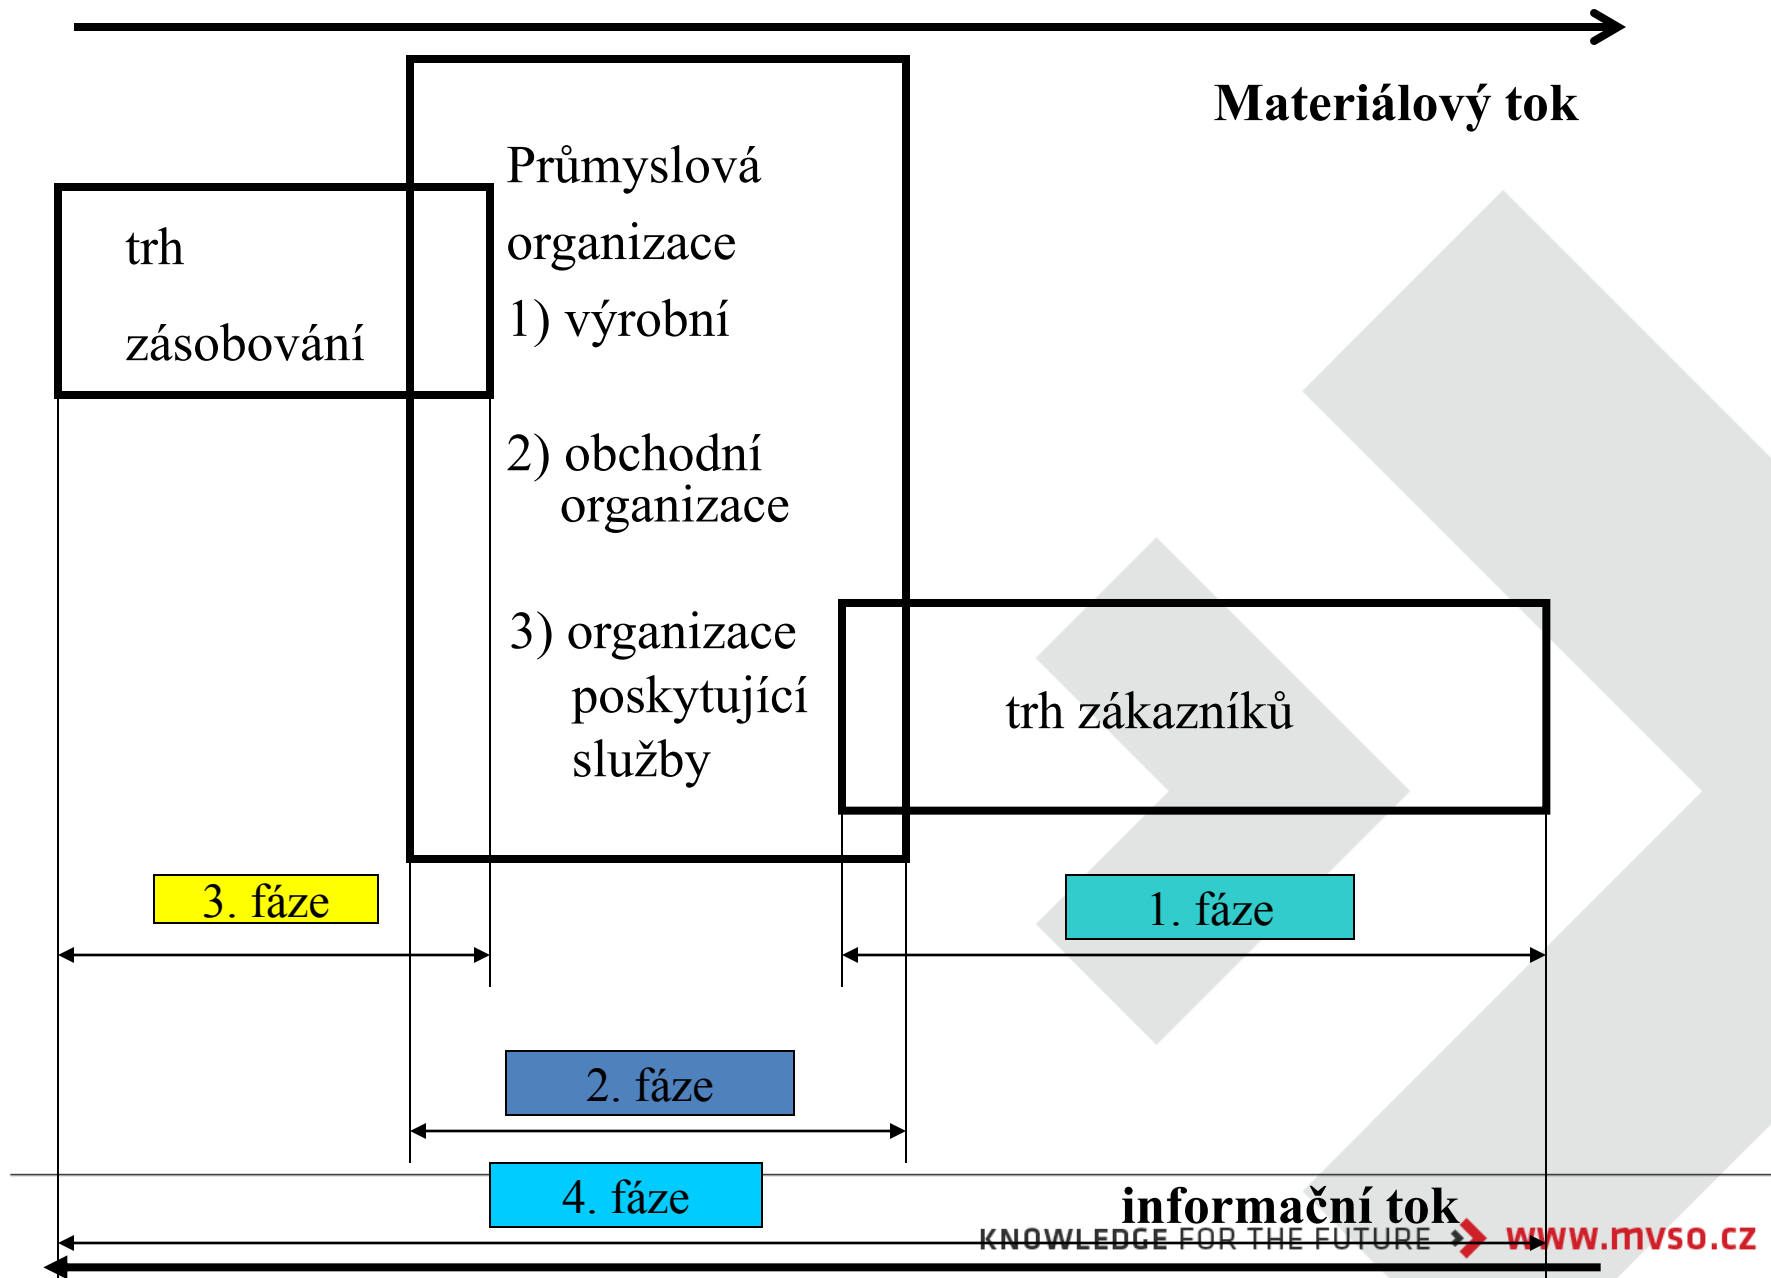 Materiálový tok
Průmyslová
organizace
1) výrobní
2) obchodní
organizace
3) organizace
poskytující
služby
trh
zásobování
trh zákazníků
3. fáze
1. fáze
2. fáze
4. fáze
informační tok
KNOWLEDGE FOR THE FUTURE www.mvso.cz